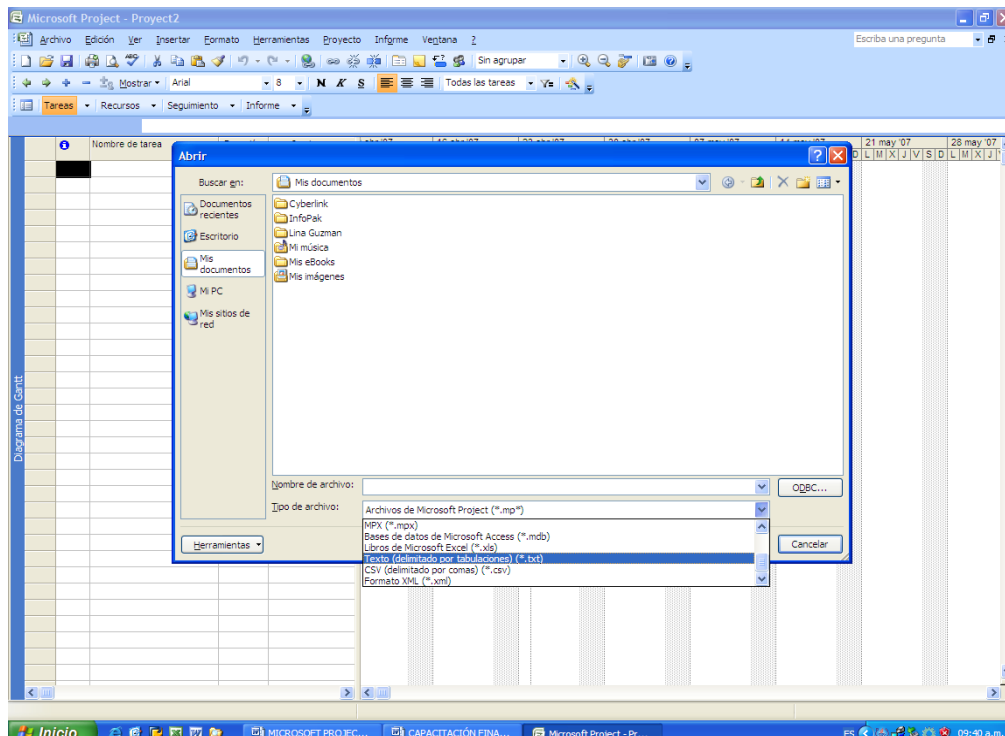 Microsoft Project - Proyect2
Archivo Edición Ver Insertar Formato Herramientas Proyecto Informe Ventana ? Escriba una pregunta
Sin agrupar
Mostrar Arial 8 N K S Todas las tareas
Tareas Recursos Seguimiento Informe
Nombre de tarea
21 may '07 28 may '07
D L M X J V S D L M X J
Abrir
Buscar en: Mis documentos
Documentos recientes
Escritorio
Mis documentos
Mi PC
Mis sitios de red
Cyberlink
InfoPak
Lina Guzman
Mi música
Mis eBooks
Mis imágenes
Diagrama de Gantt
Nombre de archivo: ODBC...
Tipo de archivo: Archivos de Microsoft Project (*.mp*)
MPX (*.mpx)
Bases de datos de Microsoft Access (*.mdb)
Libros de Microsoft Excel (*.xls)
Texto (delimitado por tabulaciones) (*.txt)
CSV (delimitado por comas) (*.csv)
Formato XML (*.xml)
Herramientas Cancelar
Inicio MICROSOFT PROJEC... CAPACITACIÓN FINA... Microsoft Project - Pr... ES 09:40 a.m.